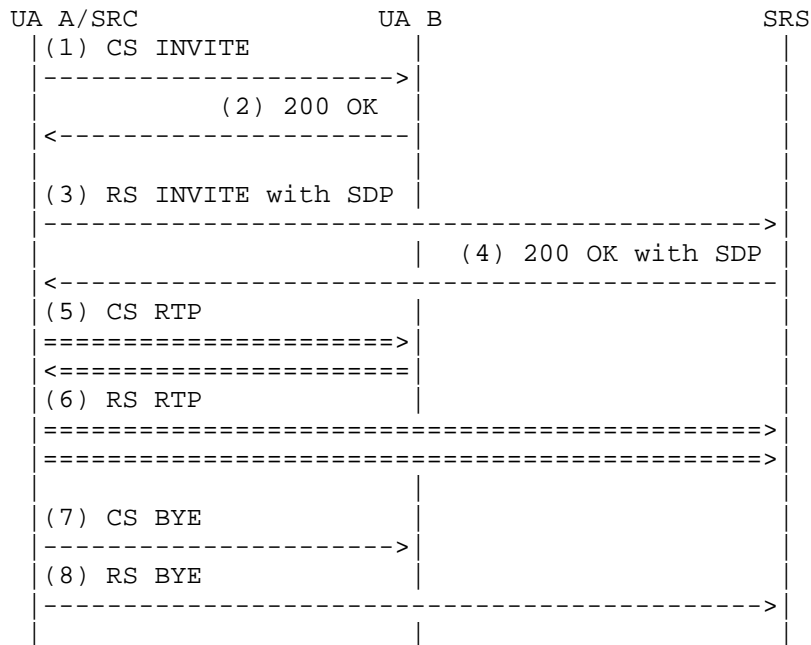 UA A/SRC UA B SRS
(1) CS INVITE
(2) 200 OK
(3) RS INVITE with SDP
(4) 200 OK with SDP
(5) CS RTP
(6) RS RTP
(7) CS BYE
(8) RS BYE